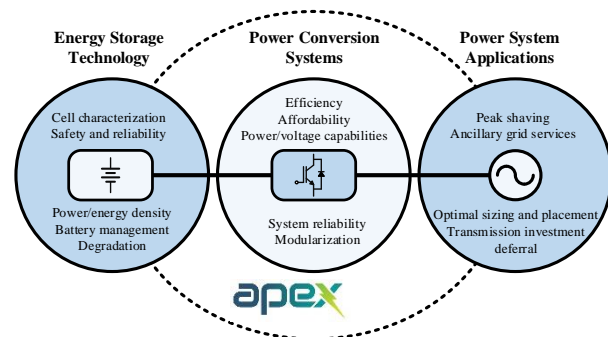 Energy Storage
Technology
Power Conversion
Systems
Power System
Applications
Cell characterization
Safety and reliability
Power/energy density
Battery management
Degradation
Efficiency
Affordability
Power/voltage capabilities
System reliability
Modularization
Peak shaving
Ancillary grid services
Optimal sizing and placement
Transmission investment
deferral
apex